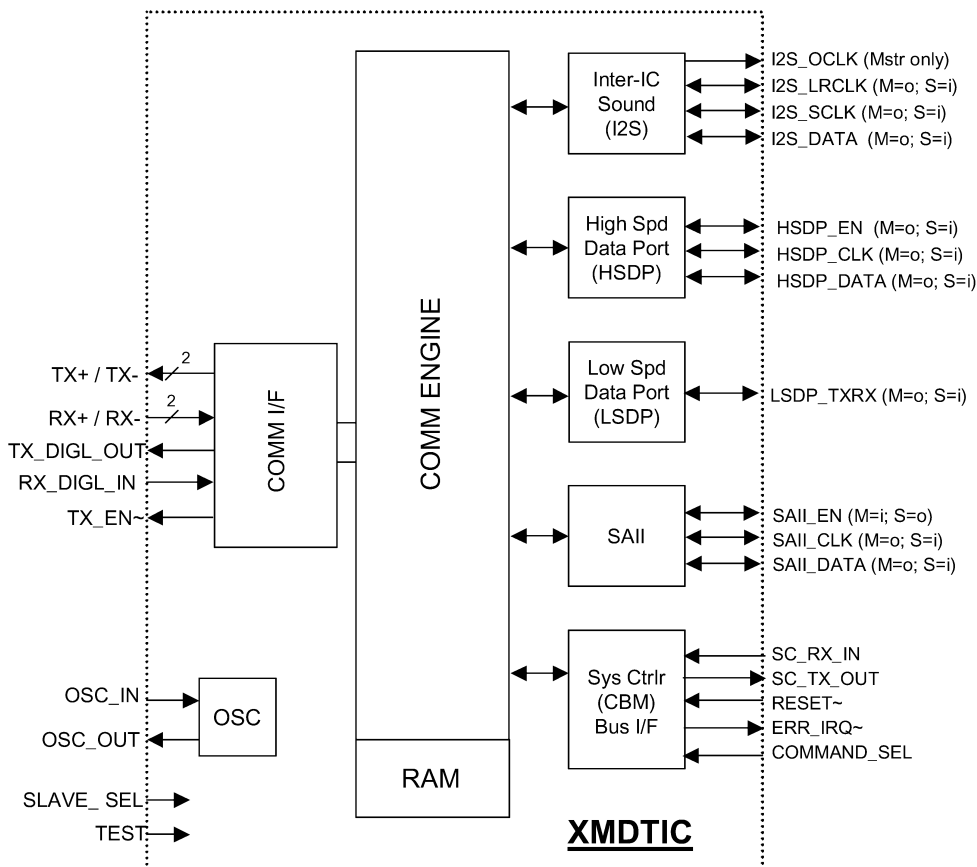 I2S_OCLK (Mstr only)
I2S_LRCLK (M=o; S=i)
I2S_SCLK (M=o; S=i)
I2S_DATA (M=o; S=i)
Inter-IC
Sound
(I2S)
High Spd
Data Port
(HSDP)
HSDP_EN (M=o; S=i)
HSDP_CLK (M=o; S=i)
HSDP_DATA (M=o; S=i)
COMM ENGINE
Low Spd
Data Port
(LSDP)
LSDP_TXRX (M=o; S=i)
TX+ / TX-
2
RX+ / RX-
2
TX_DIGL_OUT
RX_DIGL_IN
TX_EN~
COMM I/F
SAII
SAII_EN (M=i; S=o)
SAII_CLK (M=o; S=i)
SAII_DATA (M=o; S=i)
Sys Ctrlr
(CBM)
Bus I/F
SC_RX_IN
SC_TX_OUT
RESET~
ERR_IRQ~
COMMAND_SEL
OSC_IN
OSC_OUT
OSC
RAM
SLAVE_ SEL
TEST
XMDTIC